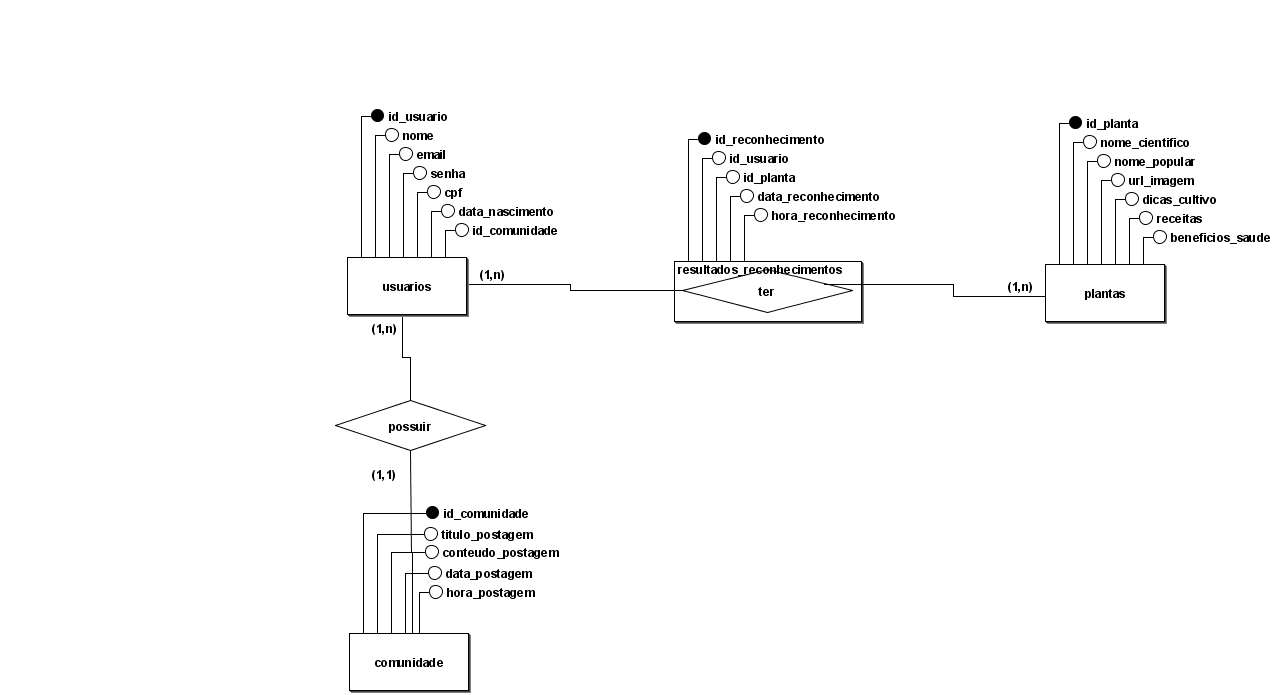 id_usuario
nome
email
senha
cpf
data_nascimento
id_comunidade
usuarios
(1,n)
id_reconhecimento
id_usuario
id_planta
data_reconhecimento
hora_reconhecimento
resultados_reconhecimentos
ter
(1,n)
id_planta
nome_cientifico
nome_popular
url_imagem
dicas_cultivo
receitas
beneficios_saude
plantas
(1,n)
possuir
(1,1)
id_comunidade
titulo_postagem
conteudo_postagem
data_postagem
hora_postagem
comunidade